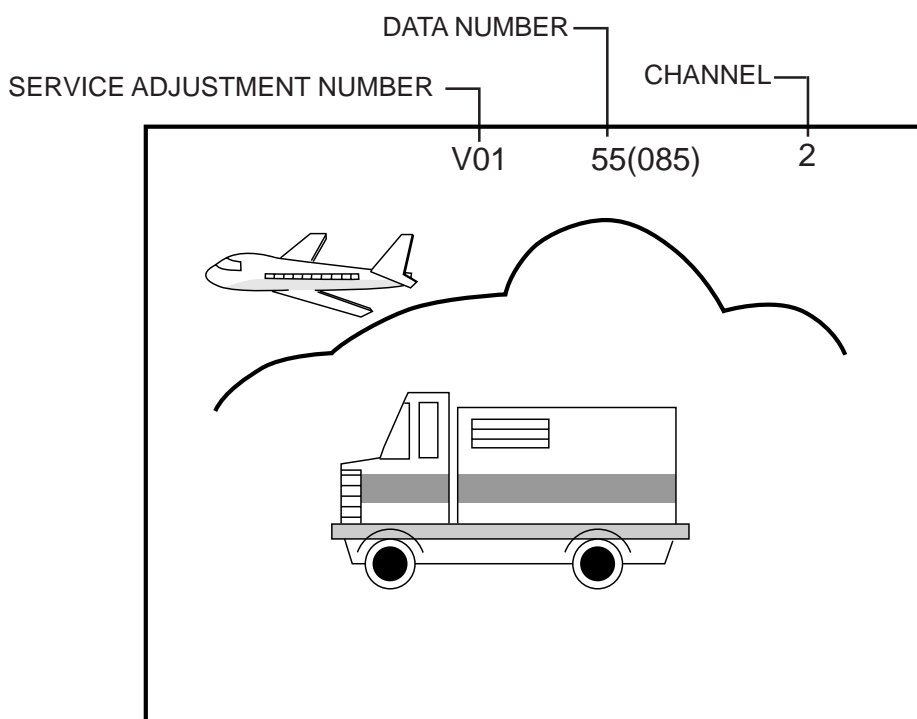 DATA NUMBER
SERVICE ADJUSTMENT NUMBER
CHANNEL
V01 55(085) 2